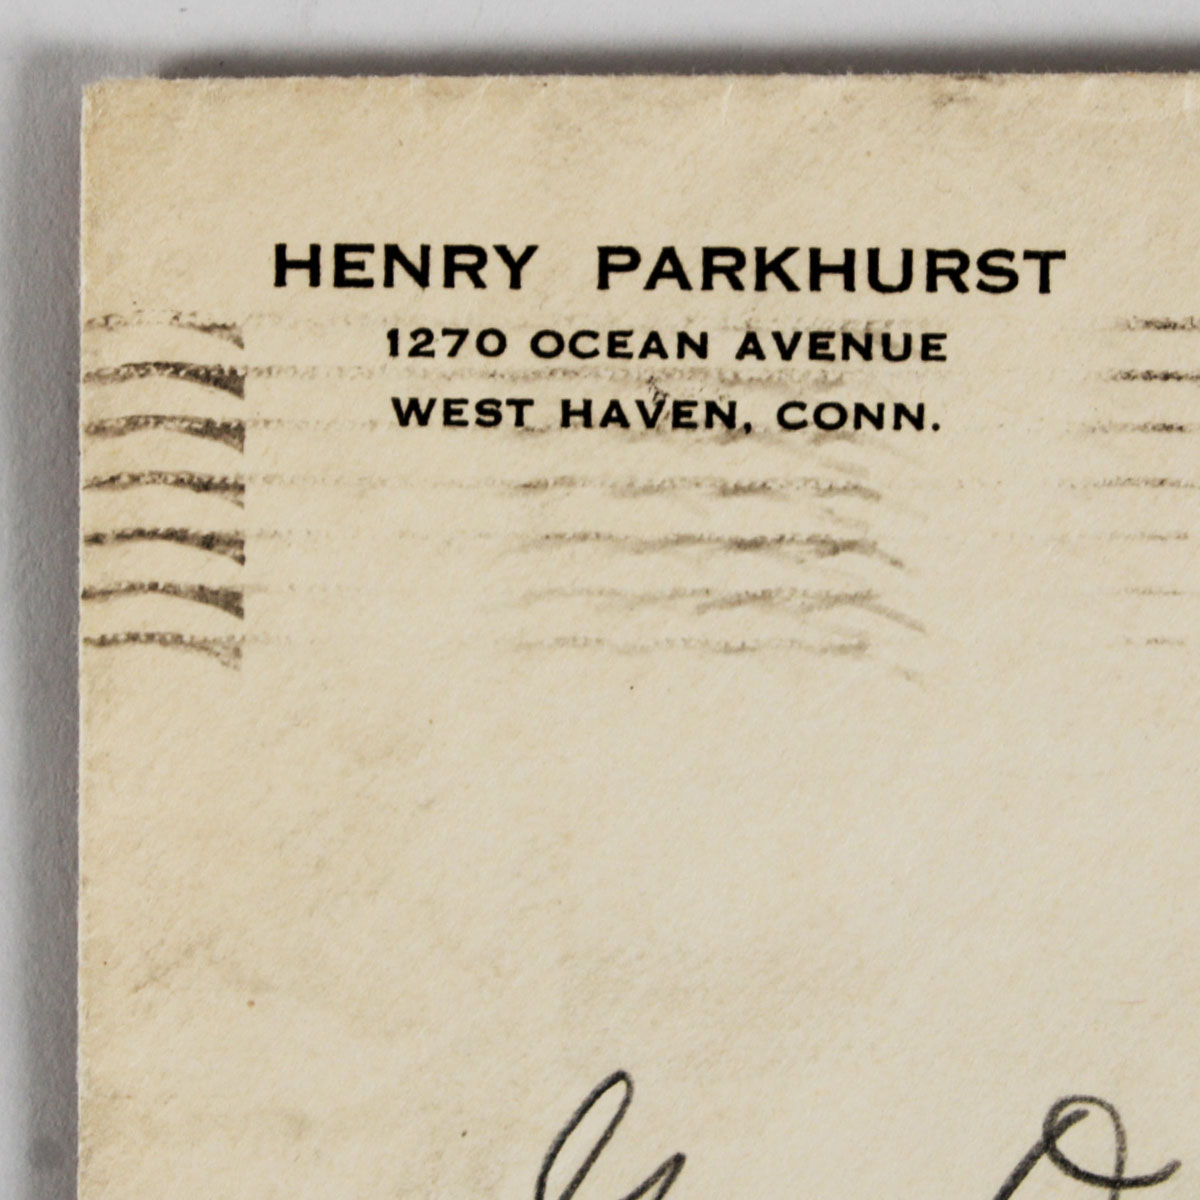 HENRY PARKHURST
1270 OCEAN AVENUE
WEST HAVEN, CONN.